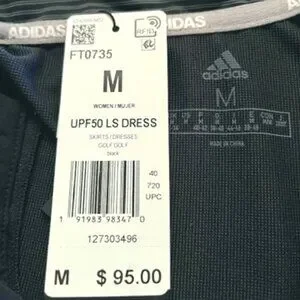 ADIDAS
ADIDAS
FT0735
M
WOMEN / MUJER
UPF50 LS DRESS
SKIRTS / DRESSES
GOLF GOLF
40
720
UPC
1 91983 98347 0
127303496
M $ 95.00
adidas
M
MADE IN CHINA